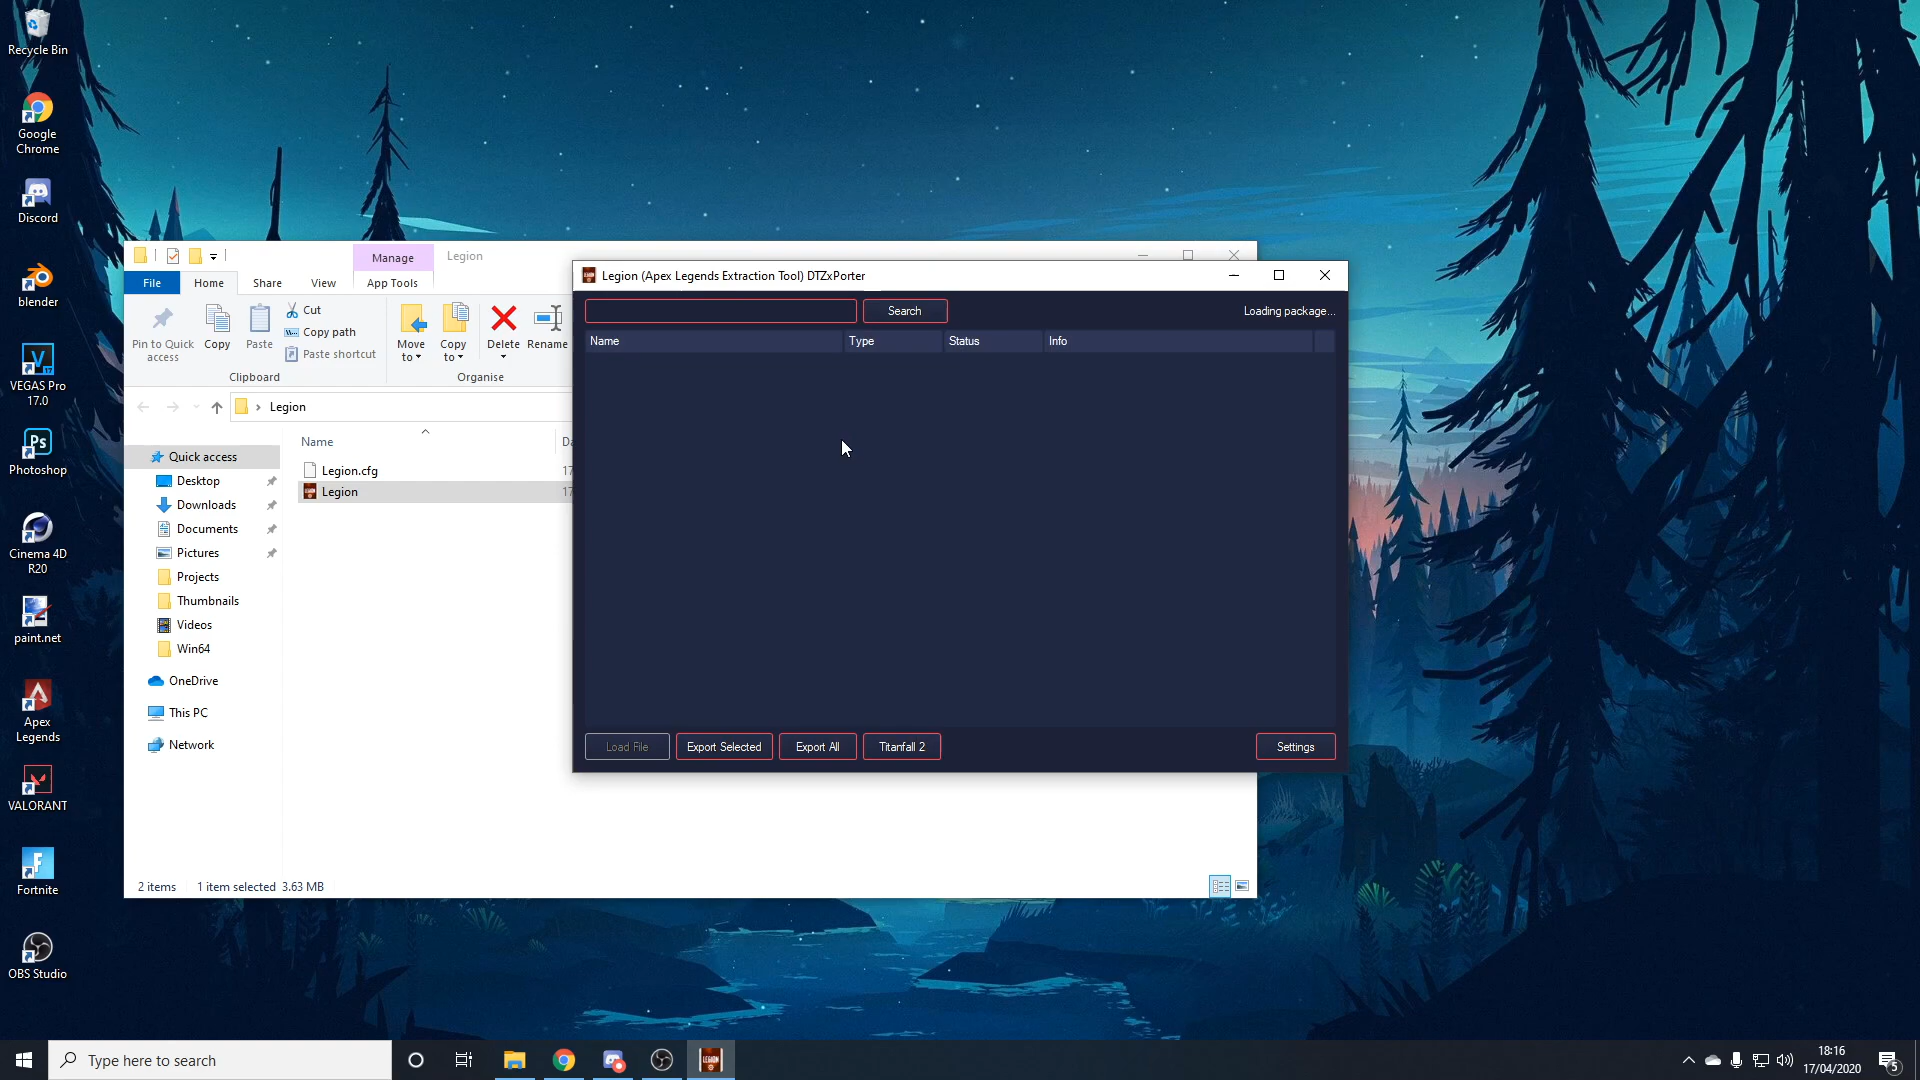 Recycle Bin
Google
Chrome
Discord
blender
VEGAS Pro
17.0
Photoshop
Cinema 4D
R20
paint.net
Apex
Legends
VALORANT
Fortnite
OBS Studio
Manage
Legion
File
Home
Share
View
App Tools
Pin to Quick
access
Copy
Paste
Cut
Copy path
Paste shortcut
Clipboard
Move
to
Copy
to
Delete
Rename
Organise
Legion
Quick access
Desktop
Downloads
Documents
Pictures
Projects
Thumbnails
Videos
Win64
OneDrive
This PC
Network
Name
Legion.cfg
17
Legion
17
2 items
1 item selected 3.63 MB
Legion (Apex Legends Extraction Tool) DTZxPorter
Search
Loading package...
Name
Type
Status
Info
Load File
Export Selected
Export All
Titanfall 2
Settings
Type here to search
LEGION
18:16
17/04/2020
5